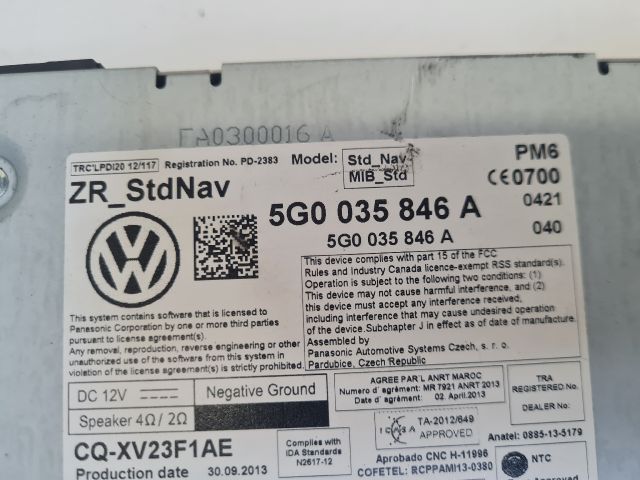 EA0300016 A
TRC'LPDI20 12/117 Registration No. PD-2383 Model: Std_Nav MIB_Std PM6
ZR_StdNav CE0700
5G0 035 846 A 0421
5G0 035 846 A 040
This device complies with part 15 of the FCC
Rules and Industry Canada licence-exempt RSS standard(s).
Operation is subject to the following two conditions: (1)
This device may not cause harmful interference, and (2)
this device must accept any interference received,
including interference that may cause undesired operation
of the device.Subchapter J in effect as of date of manufacture.
Assembled by
Panasonic Automotive Systems Czech, s. r. o.
Pardubice, Czech Republic
This system contains software that is licensed to
Panasonic Corporation by one or more third parties
pursuant to license agreement(s).
Any removal, reproduction, reverse engineering or other
unauthorized use of the software from this system in
violation of the license agreement(s) is strictly prohibited.
DC 12V Negative Ground
Speaker 4Ω/ 2Ω
AGREE PAR L'ANRT MAROC
Numero d`agrément: MR 7921 ANRT 2013
Date d`agrément: 02. April.2013
TRA
REGISTERED No.
DEALER No.:
ICASA TA-2012/649
APPROVED
Anatel: 0885-13-5179
CQ-XV23F1AE
Complies with
IDA Standards
N2617-12
Aprobado CNC H-11996
COFETEL: RCPPAMI13-0380
NTC
Production date 30.09.2013